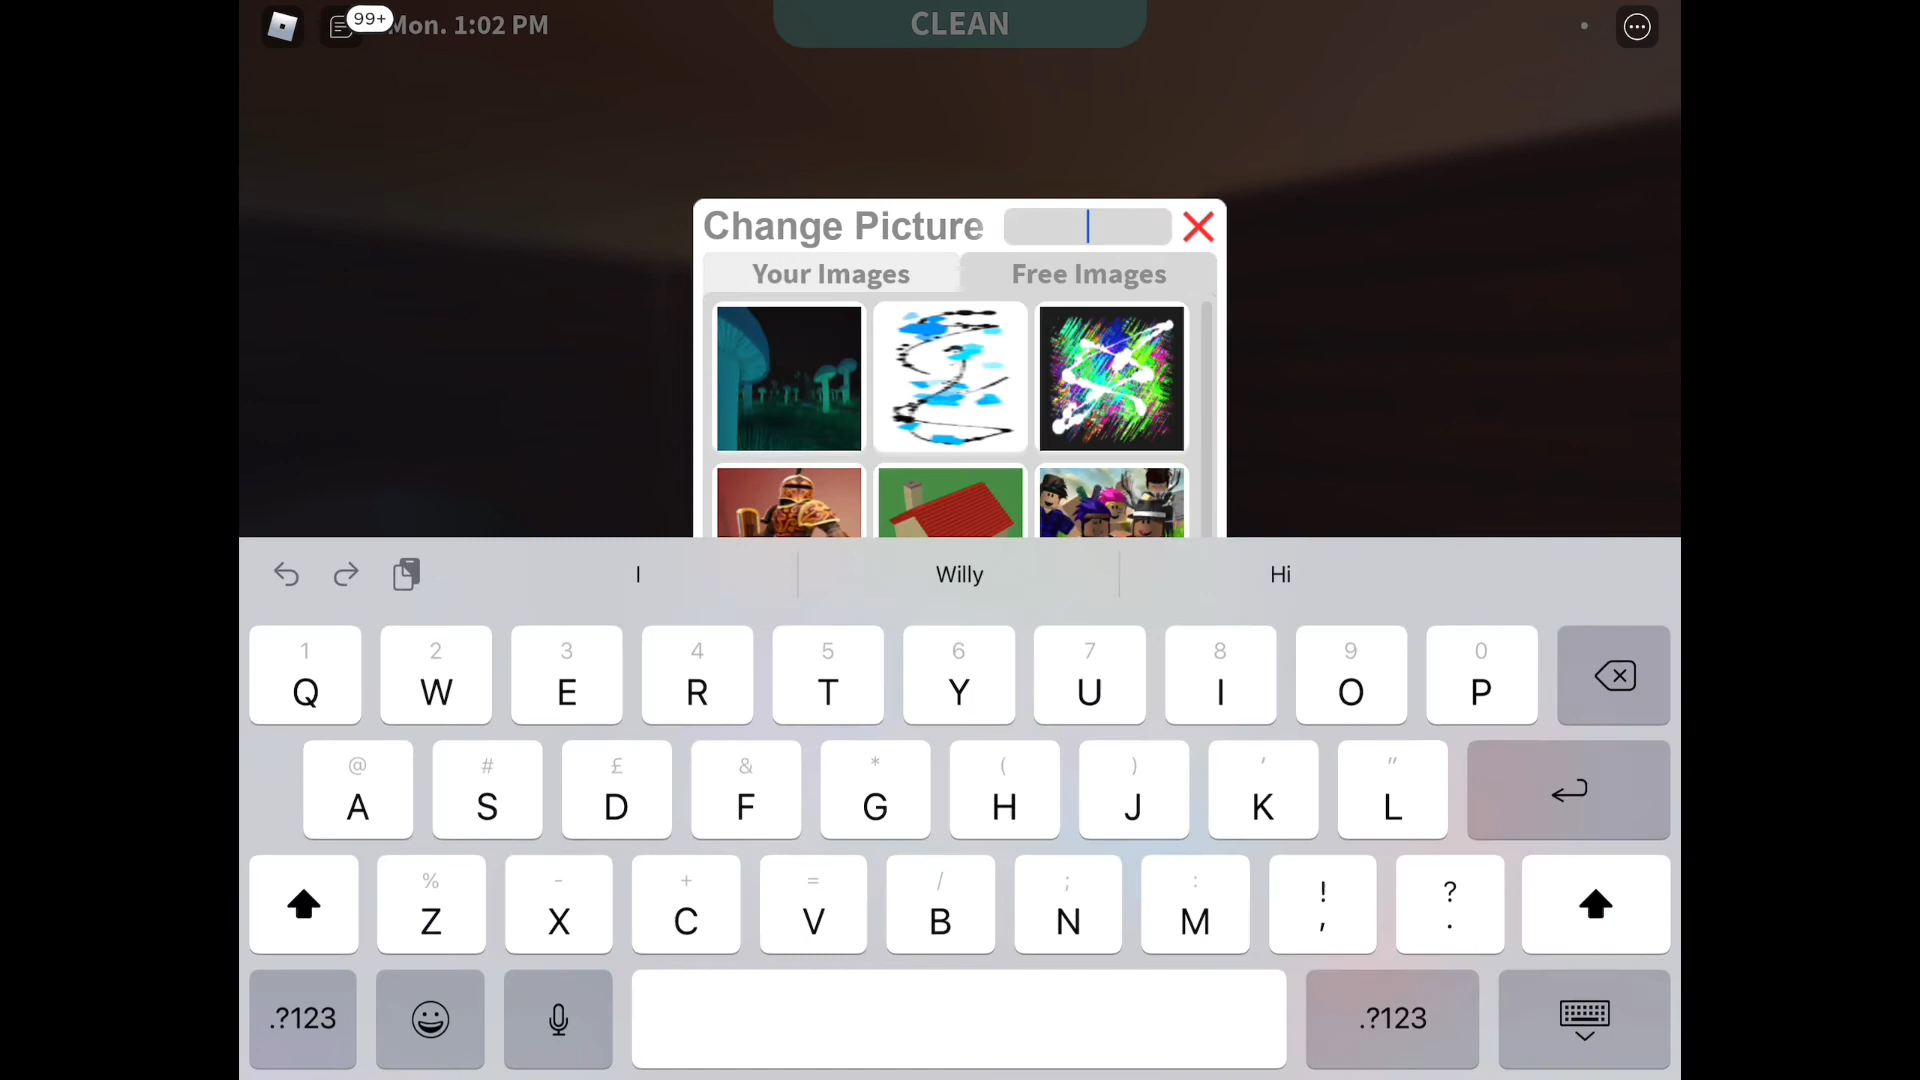 99+ Mon. 1:02 PM CLEAN
Change Picture
Your Images Free Images
I Willy Hi
1 2 3 4 5 6 7 8 9 0
Q W E R T Y U I O P
@ # £ & * ( ) ' "
A S D F G H J K L
% - + = / ; : ! ?
Z X C V B N M , .
.?123 .?123